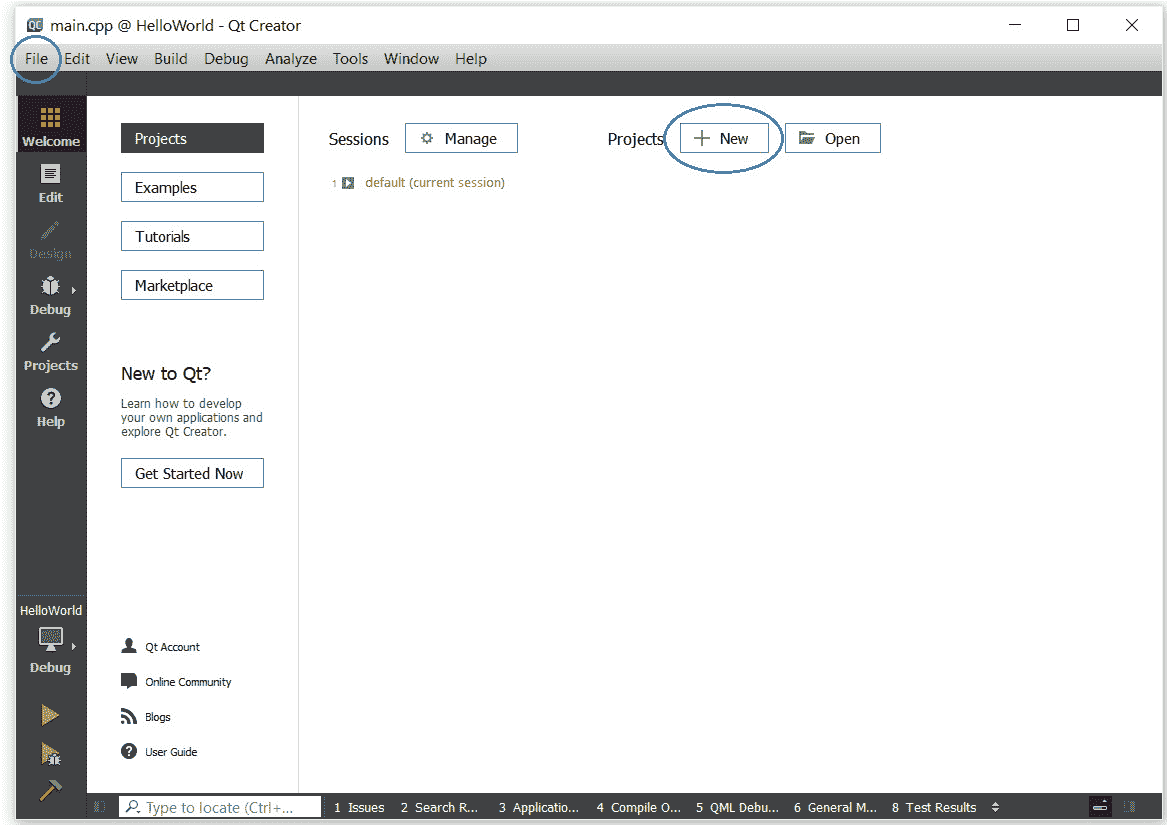 main.cpp @ HelloWorld - Qt Creator
File Edit View Build Debug Analyze Tools Window Help
Welcome
Edit
Design
Debug
Projects
Help
HelloWorld
Debug
Projects
Examples
Tutorials
Marketplace
New to Qt?
Learn how to develop
your own applications and
explore Qt Creator.
Get Started Now
Qt Account
Online Community
Blogs
User Guide
Sessions Manage Projects New Open
1 default (current session)
Type to locate (Ctrl+... 1 Issues 2 Search R... 3 Applicatio... 4 Compile O... 5 QML Debu... 6 General M... 8 Test Results